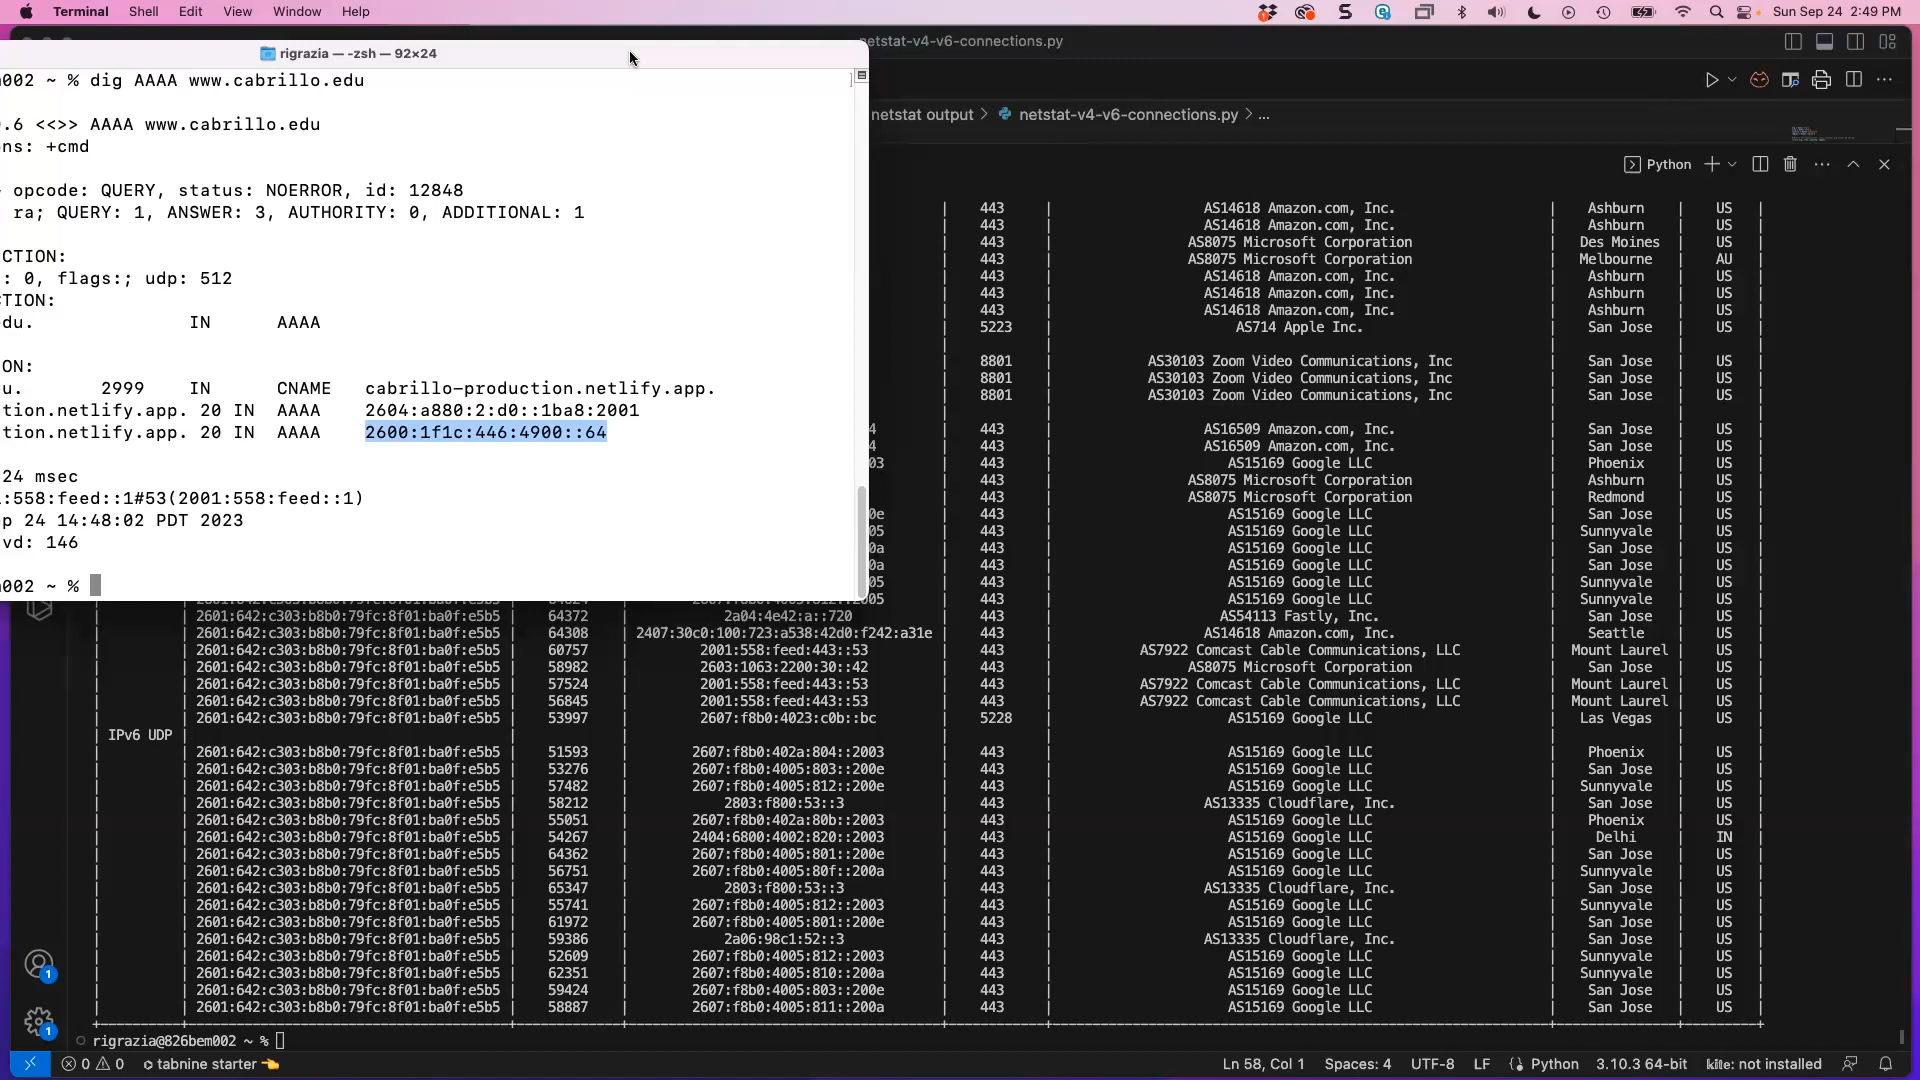 Terminal Shell Edit View Window Help Sun Sep 24 2:49 PM
netstat-v4-v6-connections.py
rigrazia — -zsh — 92×24
002 ~ % dig AAAA www.cabrillo.edu
netstat output > netstat-v4-v6-connections.py > ...
.6 <<>> AAAA www.cabrillo.edu
ns: +cmd
Python
opcode: QUERY, status: NOERROR, id: 12848
ra; QUERY: 1, ANSWER: 3, AUTHORITY: 0, ADDITIONAL: 1
CTION:
: 0, flags:; udp: 512
CTION:
du. IN AAAA
ON:
u. 2999 IN CNAME cabrillo-production.netlify.app.
tion.netlify.app. 20 IN AAAA 2604:a880:2:d0::1ba8:2001
tion.netlify.app. 20 IN AAAA 2600:1f1c:446:4900::64
24 msec
:558:feed::1#53(2001:558:feed::1)
p 24 14:48:02 PDT 2023
vd: 146
002 ~ %
| 443 | AS14618 Amazon.com, Inc. | Ashburn | US |
| 443 | AS14618 Amazon.com, Inc. | Ashburn | US |
| 443 | AS8075 Microsoft Corporation | Des Moines | US |
| 443 | AS8075 Microsoft Corporation | Melbourne | AU |
| 443 | AS14618 Amazon.com, Inc. | Ashburn | US |
| 443 | AS14618 Amazon.com, Inc. | Ashburn | US |
| 443 | AS14618 Amazon.com, Inc. | Ashburn | US |
| 5223 | AS714 Apple Inc. | San Jose | US |
| 8801 | AS30103 Zoom Video Communications, Inc | San Jose | US |
| 8801 | AS30103 Zoom Video Communications, Inc | San Jose | US |
| 8801 | AS30103 Zoom Video Communications, Inc | San Jose | US |
4 | 443 | AS16509 Amazon.com, Inc. | San Jose | US |
4 | 443 | AS16509 Amazon.com, Inc. | San Jose | US |
03 | 443 | AS15169 Google LLC | Phoenix | US |
| 443 | AS8075 Microsoft Corporation | Ashburn | US |
| 443 | AS8075 Microsoft Corporation | Redmond | US |
0e | 443 | AS15169 Google LLC | San Jose | US |
05 | 443 | AS15169 Google LLC | Sunnyvale | US |
0a | 443 | AS15169 Google LLC | San Jose | US |
0a | 443 | AS15169 Google LLC | San Jose | US |
05 | 443 | AS15169 Google LLC | Sunnyvale | US |
005 | 443 | AS15169 Google LLC | Sunnyvale | US |
| 2601:642:c303:b8b0:79fc:8f01:ba0f:e5b5 | 64372 | 2a04:4e42:a::720 | 443 | AS54113 Fastly, Inc. | San Jose | US |
| 2601:642:c303:b8b0:79fc:8f01:ba0f:e5b5 | 64308 | 2407:30c0:100:723:a538:42d0:f242:a31e | 443 | AS14618 Amazon.com, Inc. | Seattle | US |
| 2601:642:c303:b8b0:79fc:8f01:ba0f:e5b5 | 60757 | 2001:558:feed:443::53 | 443 | AS7922 Comcast Cable Communications, LLC | Mount Laurel | US |
| 2601:642:c303:b8b0:79fc:8f01:ba0f:e5b5 | 58982 | 2603:1063:2200:30::42 | 443 | AS8075 Microsoft Corporation | San Jose | US |
| 2601:642:c303:b8b0:79fc:8f01:ba0f:e5b5 | 57524 | 2001:558:feed:443::53 | 443 | AS7922 Comcast Cable Communications, LLC | Mount Laurel | US |
| 2601:642:c303:b8b0:79fc:8f01:ba0f:e5b5 | 56845 | 2001:558:feed:443::53 | 443 | AS7922 Comcast Cable Communications, LLC | Mount Laurel | US |
| 2601:642:c303:b8b0:79fc:8f01:ba0f:e5b5 | 53997 | 2607:f8b0:4023:c0b::bc | 5228 | AS15169 Google LLC | Las Vegas | US |
| IPv6 UDP |
| 2601:642:c303:b8b0:79fc:8f01:ba0f:e5b5 | 51593 | 2607:f8b0:402a:804::2003 | 443 | AS15169 Google LLC | Phoenix | US |
| 2601:642:c303:b8b0:79fc:8f01:ba0f:e5b5 | 53276 | 2607:f8b0:4005:803::200e | 443 | AS15169 Google LLC | San Jose | US |
| 2601:642:c303:b8b0:79fc:8f01:ba0f:e5b5 | 57482 | 2607:f8b0:4005:812::200e | 443 | AS15169 Google LLC | Sunnyvale | US |
| 2601:642:c303:b8b0:79fc:8f01:ba0f:e5b5 | 58212 | 2803:f800:53::3 | 443 | AS13335 Cloudflare, Inc. | San Jose | US |
| 2601:642:c303:b8b0:79fc:8f01:ba0f:e5b5 | 55051 | 2607:f8b0:402a:80b::2003 | 443 | AS15169 Google LLC | Phoenix | US |
| 2601:642:c303:b8b0:79fc:8f01:ba0f:e5b5 | 54267 | 2404:6800:4002:820::2003 | 443 | AS15169 Google LLC | Delhi | IN |
| 2601:642:c303:b8b0:79fc:8f01:ba0f:e5b5 | 64362 | 2607:f8b0:4005:801::200e | 443 | AS15169 Google LLC | San Jose | US |
| 2601:642:c303:b8b0:79fc:8f01:ba0f:e5b5 | 56751 | 2607:f8b0:4005:80f::200a | 443 | AS15169 Google LLC | Sunnyvale | US |
| 2601:642:c303:b8b0:79fc:8f01:ba0f:e5b5 | 65347 | 2803:f800:53::3 | 443 | AS13335 Cloudflare, Inc. | San Jose | US |
| 2601:642:c303:b8b0:79fc:8f01:ba0f:e5b5 | 55741 | 2607:f8b0:4005:812::2003 | 443 | AS15169 Google LLC | Sunnyvale | US |
| 2601:642:c303:b8b0:79fc:8f01:ba0f:e5b5 | 61972 | 2607:f8b0:4005:801::200e | 443 | AS15169 Google LLC | San Jose | US |
| 2601:642:c303:b8b0:79fc:8f01:ba0f:e5b5 | 59386 | 2a06:98c1:52::3 | 443 | AS13335 Cloudflare, Inc. | San Jose | US |
| 2601:642:c303:b8b0:79fc:8f01:ba0f:e5b5 | 52609 | 2607:f8b0:4005:812::2003 | 443 | AS15169 Google LLC | Sunnyvale | US |
| 2601:642:c303:b8b0:79fc:8f01:ba0f:e5b5 | 62351 | 2607:f8b0:4005:810::200a | 443 | AS15169 Google LLC | Sunnyvale | US |
| 2601:642:c303:b8b0:79fc:8f01:ba0f:e5b5 | 59424 | 2607:f8b0:4005:803::200e | 443 | AS15169 Google LLC | San Jose | US |
| 2601:642:c303:b8b0:79fc:8f01:ba0f:e5b5 | 58887 | 2607:f8b0:4005:811::200a | 443 | AS15169 Google LLC | San Jose | US |
1
1
rigrazia@826bem002 ~ %
0 0 tabnine starter Ln 58, Col 1 Spaces: 4 UTF-8 LF Python 3.10.3 64-bit kite: not installed